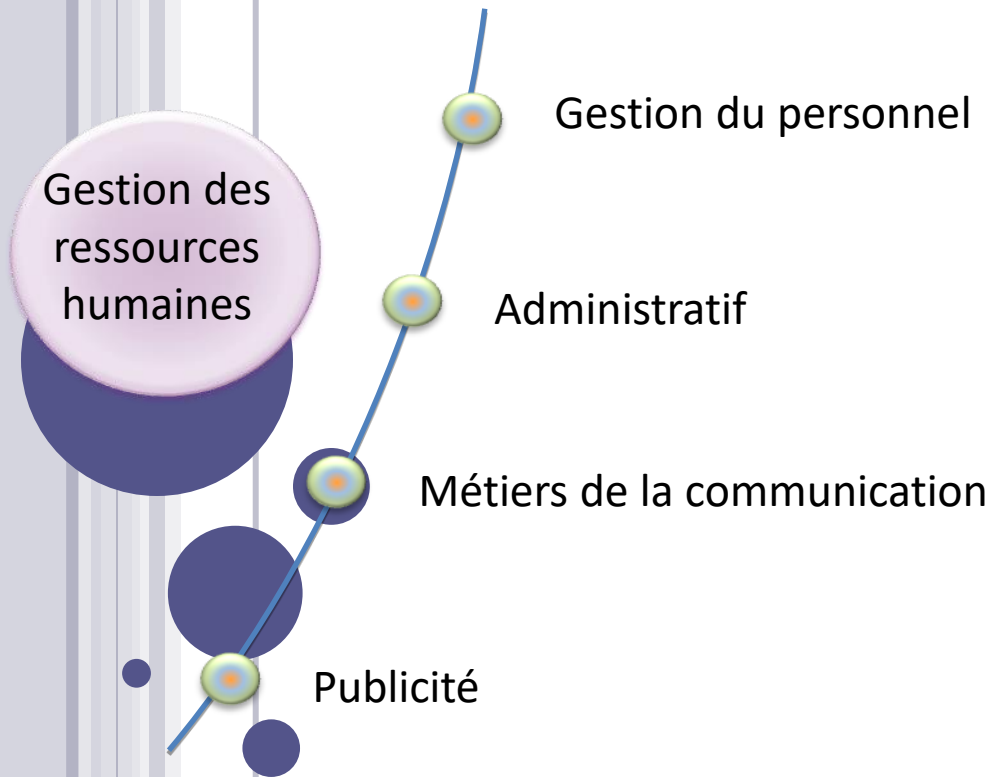 Gestion des
ressources
humaines
Gestion du personnel
Administratif
Métiers de la communication
Publicité